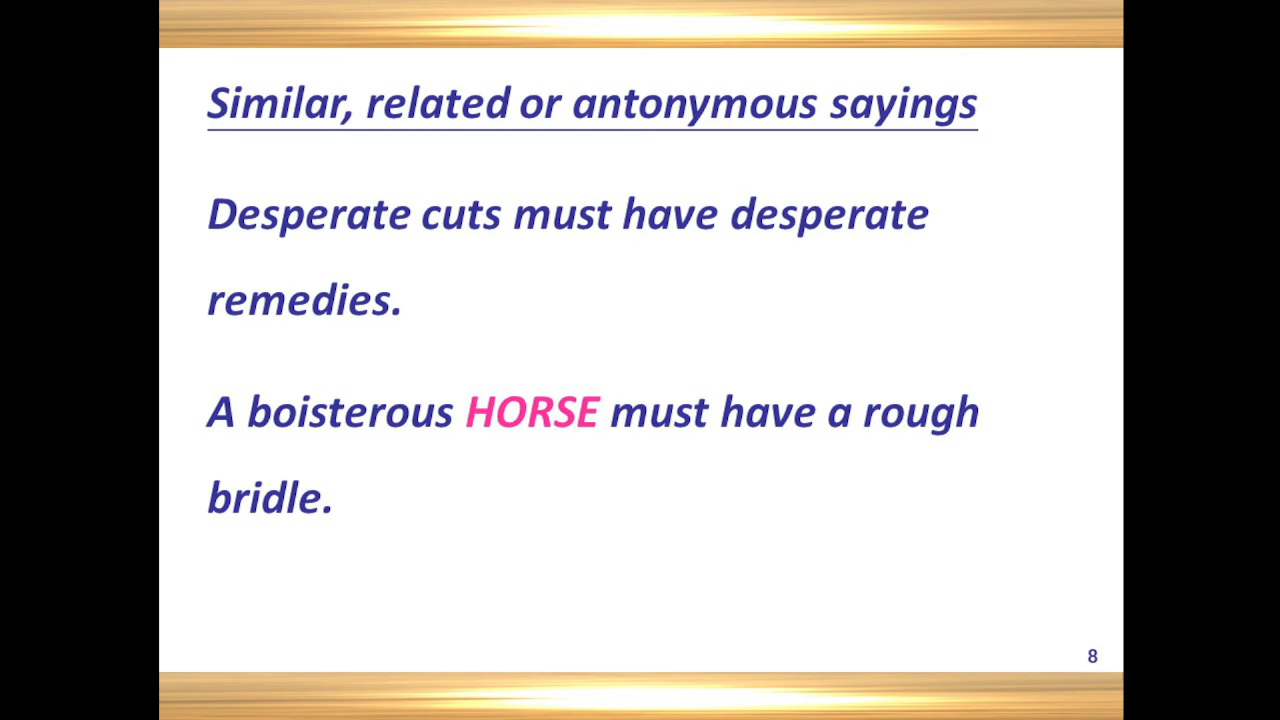 Similar, related or antonymous sayings
Desperate cuts must have desperate
remedies.
A boisterous HORSE must have a rough
bridle.
8